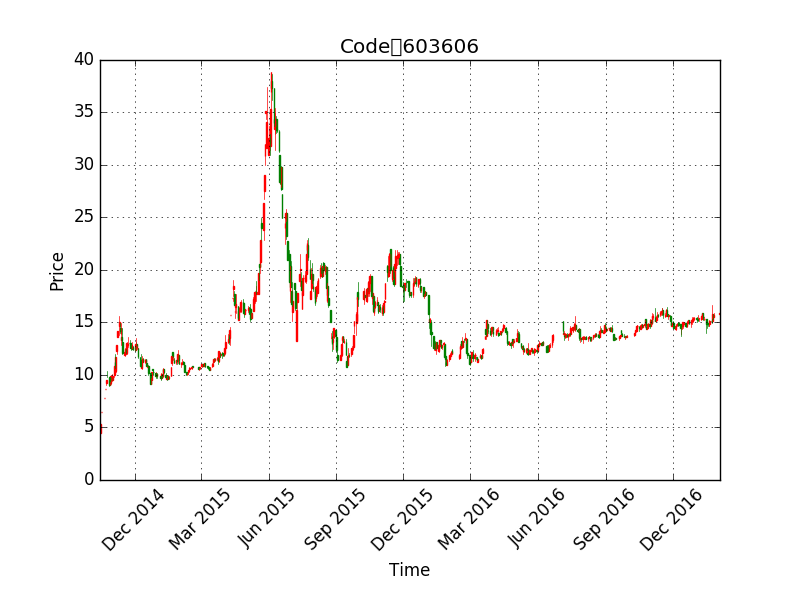 Code▯603606
40
35
30
25
20
15
10
5
0
Price
Dec 2014
Mar 2015
Jun 2015
Sep 2015
Dec 2015
Mar 2016
Jun 2016
Sep 2016
Dec 2016
Time